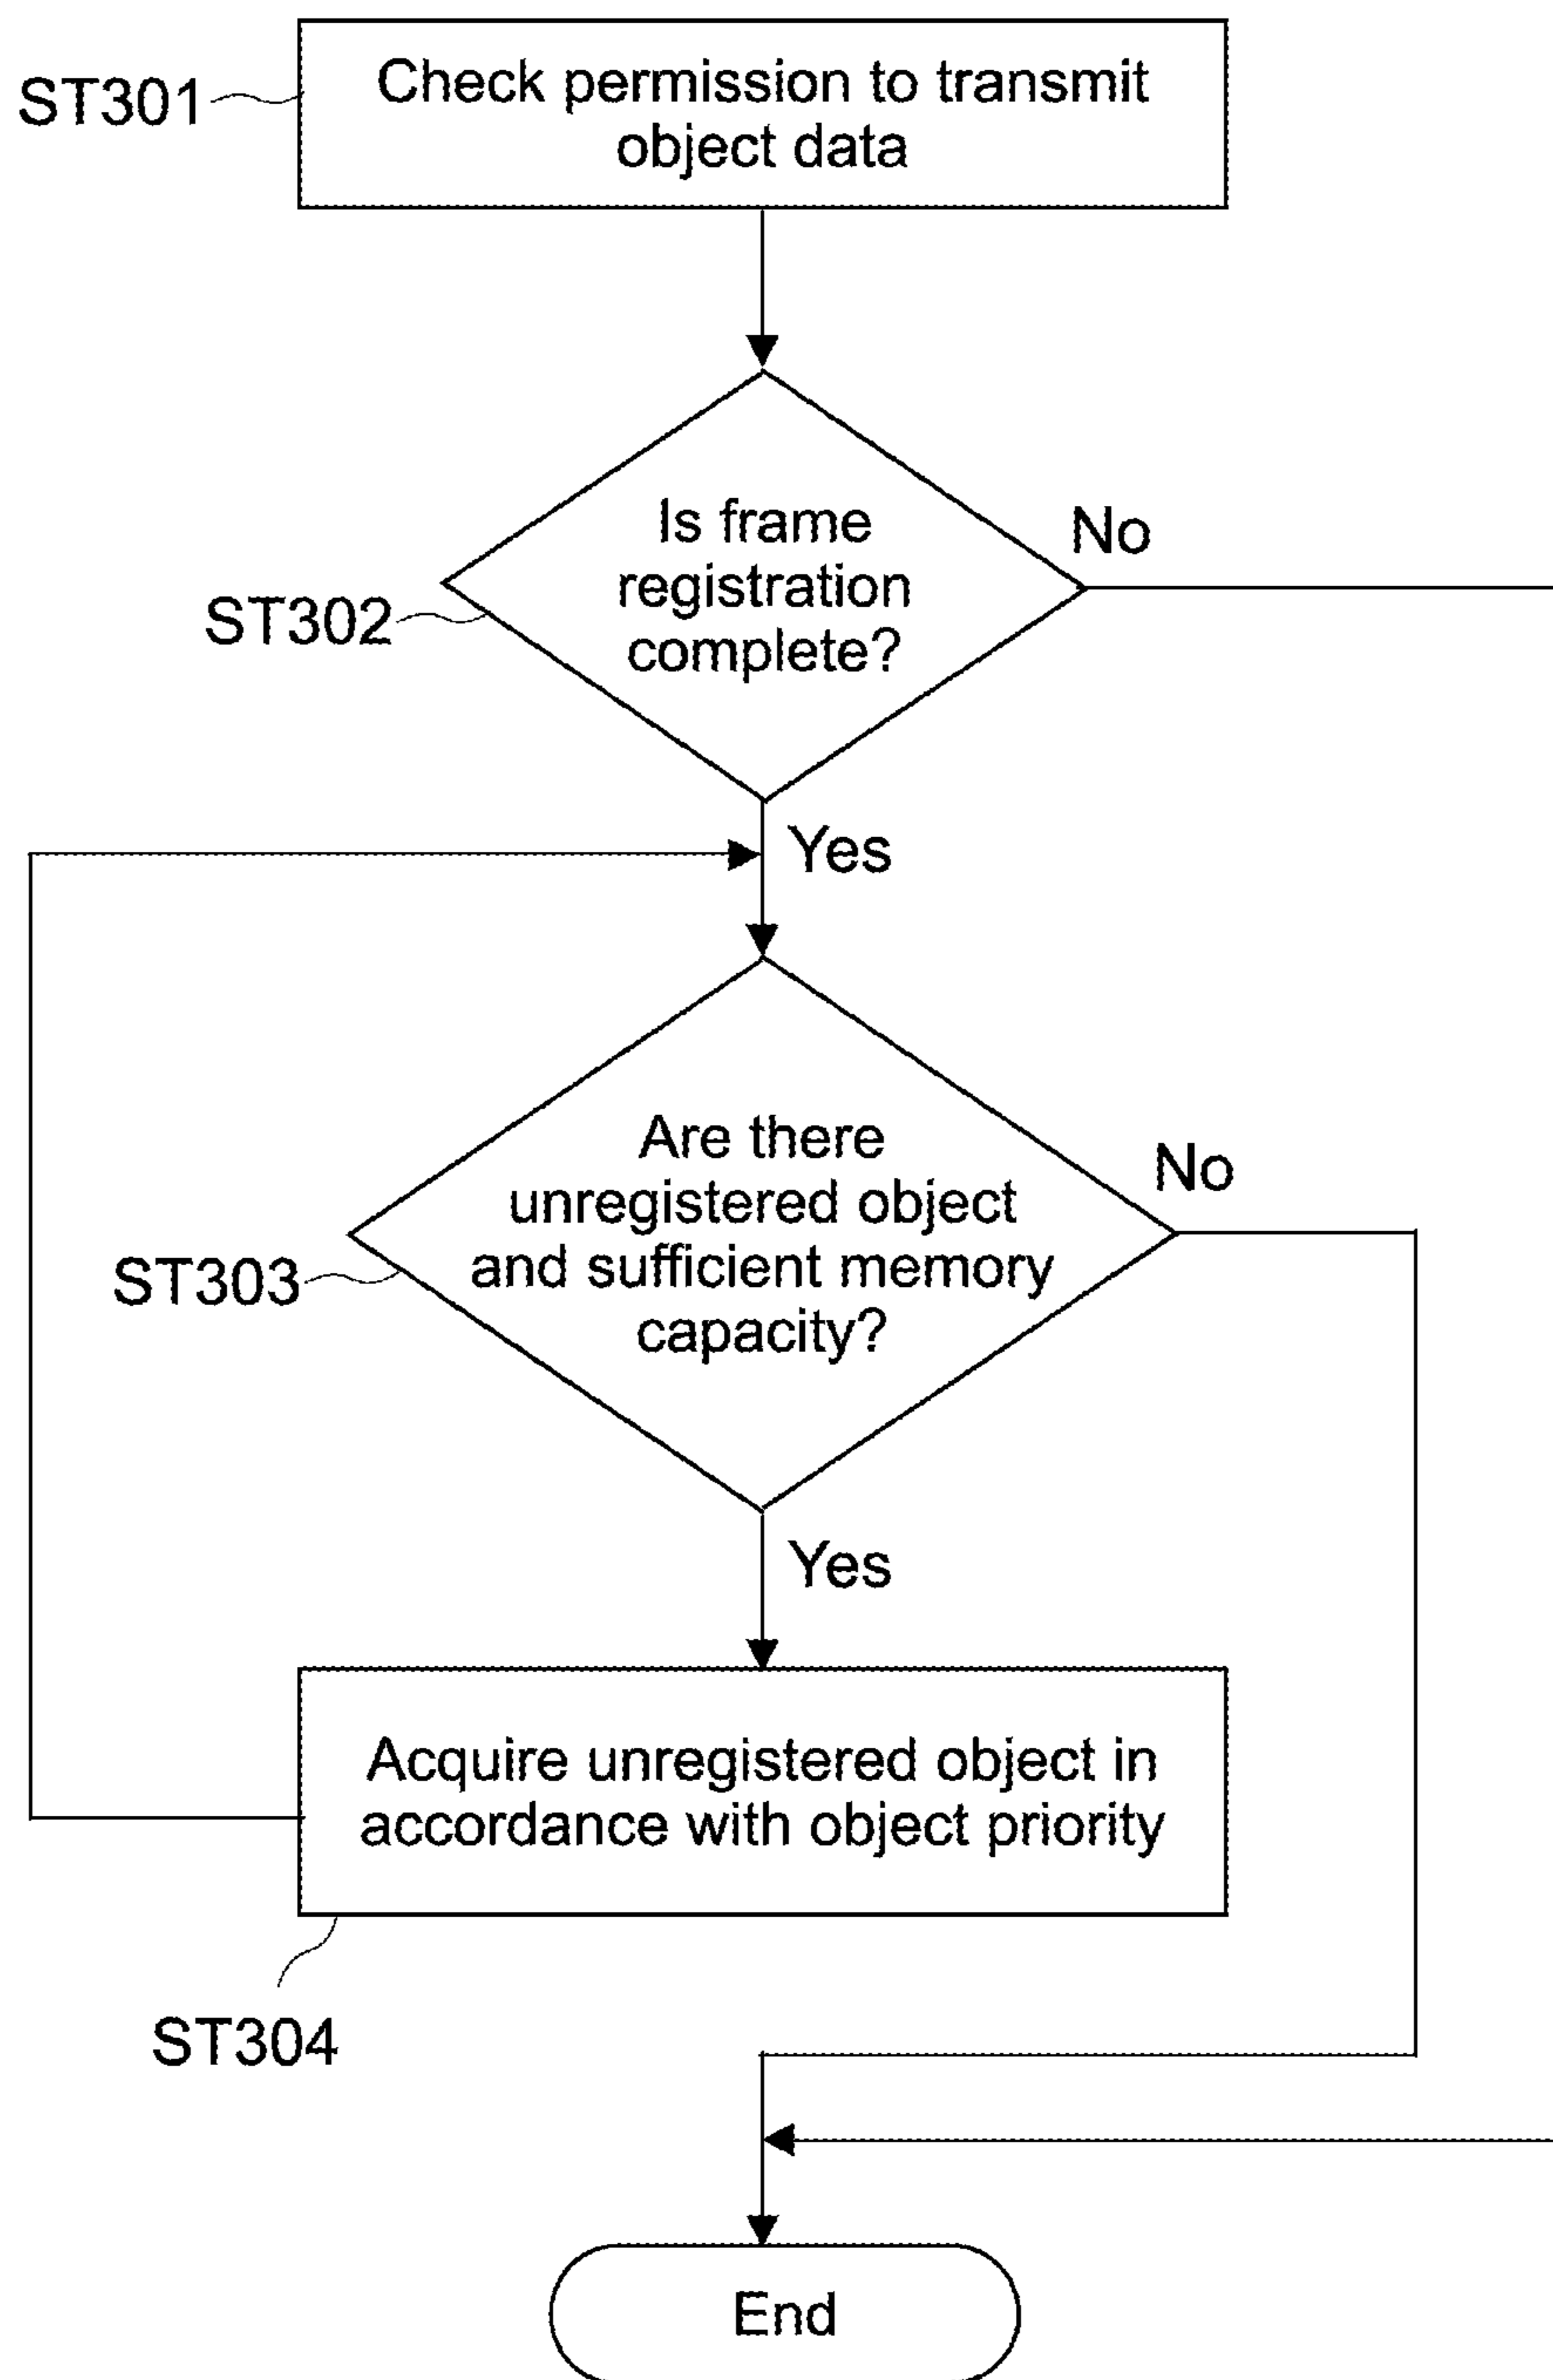 ST301
Check permission to transmit
object data
Is frame
registration
complete?
No
ST302
Yes
Are there
unregistered object
and sufficient memory
capacity?
No
ST303
Yes
Acquire unregistered object in
accordance with object priority
ST304
End